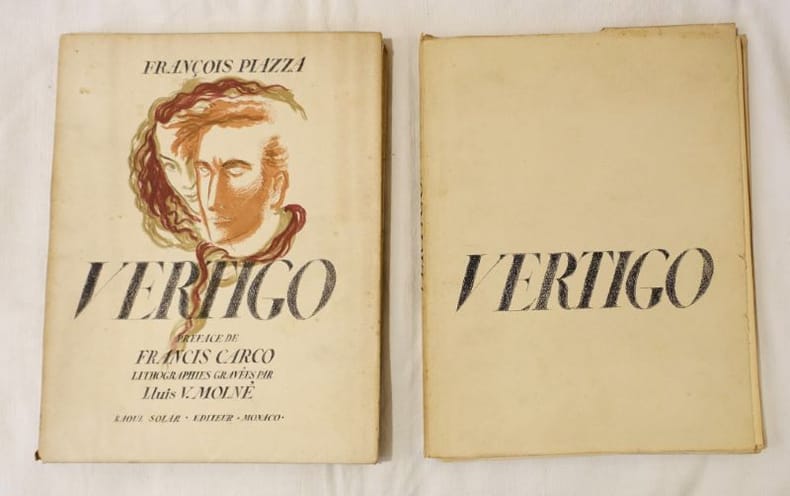 FRANÇOIS PIAZZA
VERTIGO
PRÉFACE DE
FRANCIS CARCO
LITHOGRAPHIES GRAVÉES PAR
Lluis V. MOLNÉ
RAOUL SOLAR · EDITEUR - MONACO ·
VERTIGO